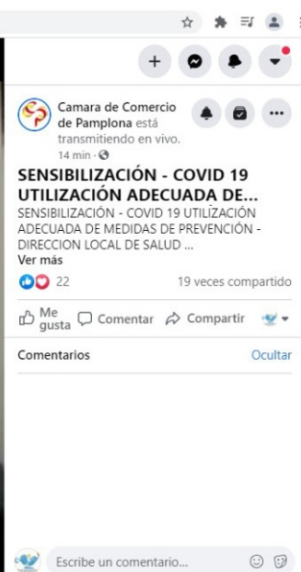 Camara de Comercio
de Pamplona está
transmitiendo en vivo.
14 min ·
SENSIBILIZACIÓN - COVID 19
UTILIZACIÓN ADECUADA DE...
SENSIBILIZACIÓN - COVID 19 UTILIZACIÓN
ADECUADA DE MEDIDAS DE PREVENCIÓN -
DIRECCION LOCAL DE SALUD ...
Ver más
22 19 veces compartido
Me gusta Comentar Compartir
Comentarios Ocultar
Escribe un comentario...